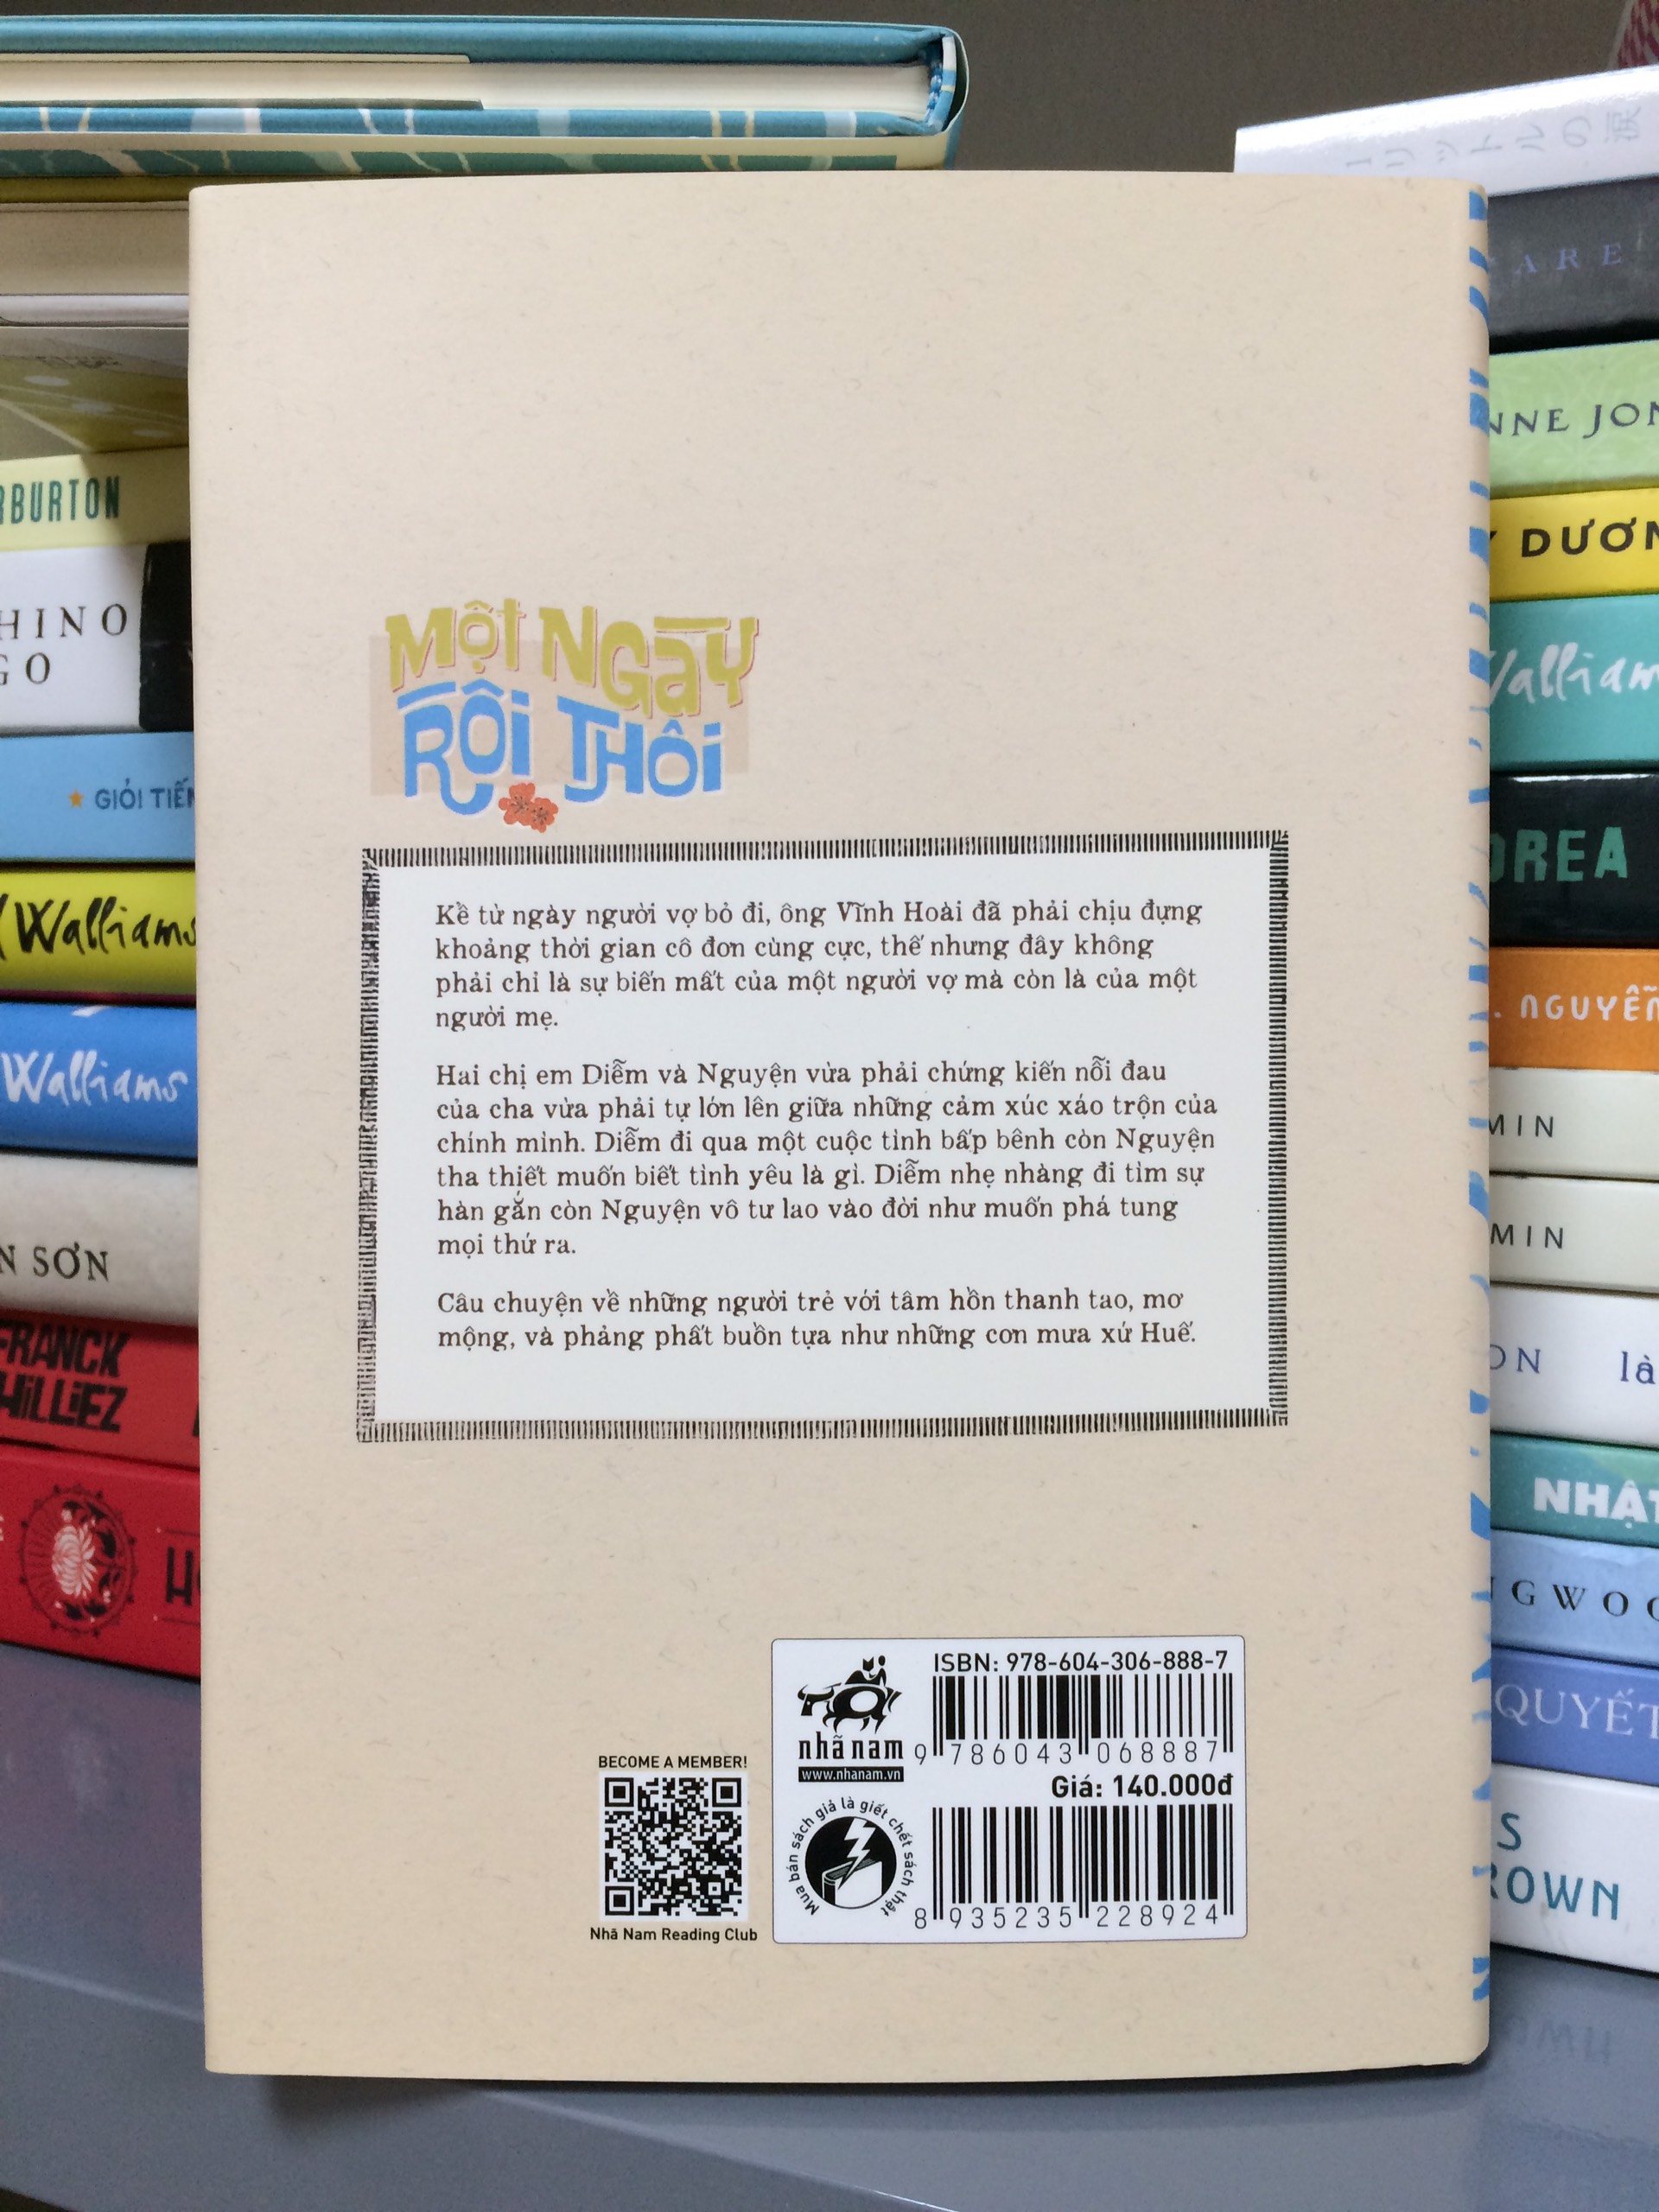 MỘT NGÀY
RỒI THÔI
Kể từ ngày người vợ bỏ đi, ông Vĩnh Hoài đã phải chịu đựng
khoảng thời gian cô đơn cùng cực, thế nhưng đây không
phải chỉ là sự biến mất của một người vợ mà còn là của một
người mẹ.
Hai chị em Diễm và Nguyện vừa phải chứng kiến nỗi đau
của cha vừa phải tự lớn lên giữa những cảm xúc xáo trộn của
chính mình. Diễm đi qua một cuộc tình bấp bênh còn Nguyện
tha thiết muốn biết tình yêu là gì. Diễm nhẹ nhàng đi tìm sự
hàn gắn còn Nguyện vô tư lao vào đời như muốn phá tung
mọi thứ ra.
Câu chuyện về những người trẻ với tâm hồn thanh tao, mơ
mộng, và phảng phất buồn tựa như những cơn mưa xứ Huế.
BECOME A MEMBER!
Nhã Nam Reading Club
nhã nam
www.nhanam.vn
Mua bán sách giả là giết chết sách thật
ISBN: 978-604-306-888-7
9 786043 068887
Giá: 140.000đ
8 935235 228924
RBURTON
HINO
GO
GIỎI TIẾN
Walliams
Walliams
N SƠN
FRANCK
HILLIEZ
ARE
NNE JON
DƯƠN
Walliams
OREA
NGUYỄN
MIN
MIN
ON là
NHẬT
NGWOO
QUYẾT
S
ROWN